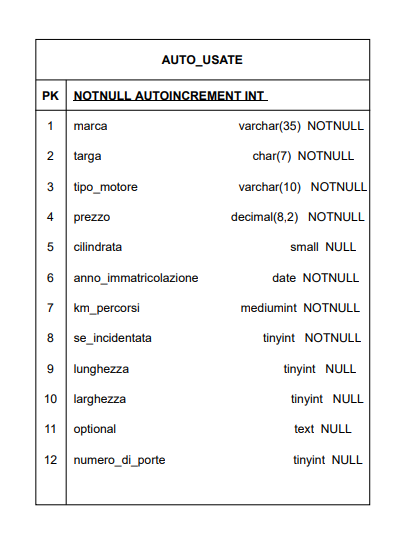 AUTO_USATE
PK NOTNULL AUTOINCREMENT INT
1 marca varchar(35) NOTNULL
2 targa char(7) NOTNULL
3 tipo_motore varchar(10) NOTNULL
4 prezzo decimal(8,2) NOTNULL
5 cilindrata small NULL
6 anno_immatricolazione date NOTNULL
7 km_percorsi mediumint NOTNULL
8 se_incidentata tinyint NOTNULL
9 lunghezza tinyint NULL
10 larghezza tinyint NULL
11 optional text NULL
12 numero_di_porte tinyint NULL